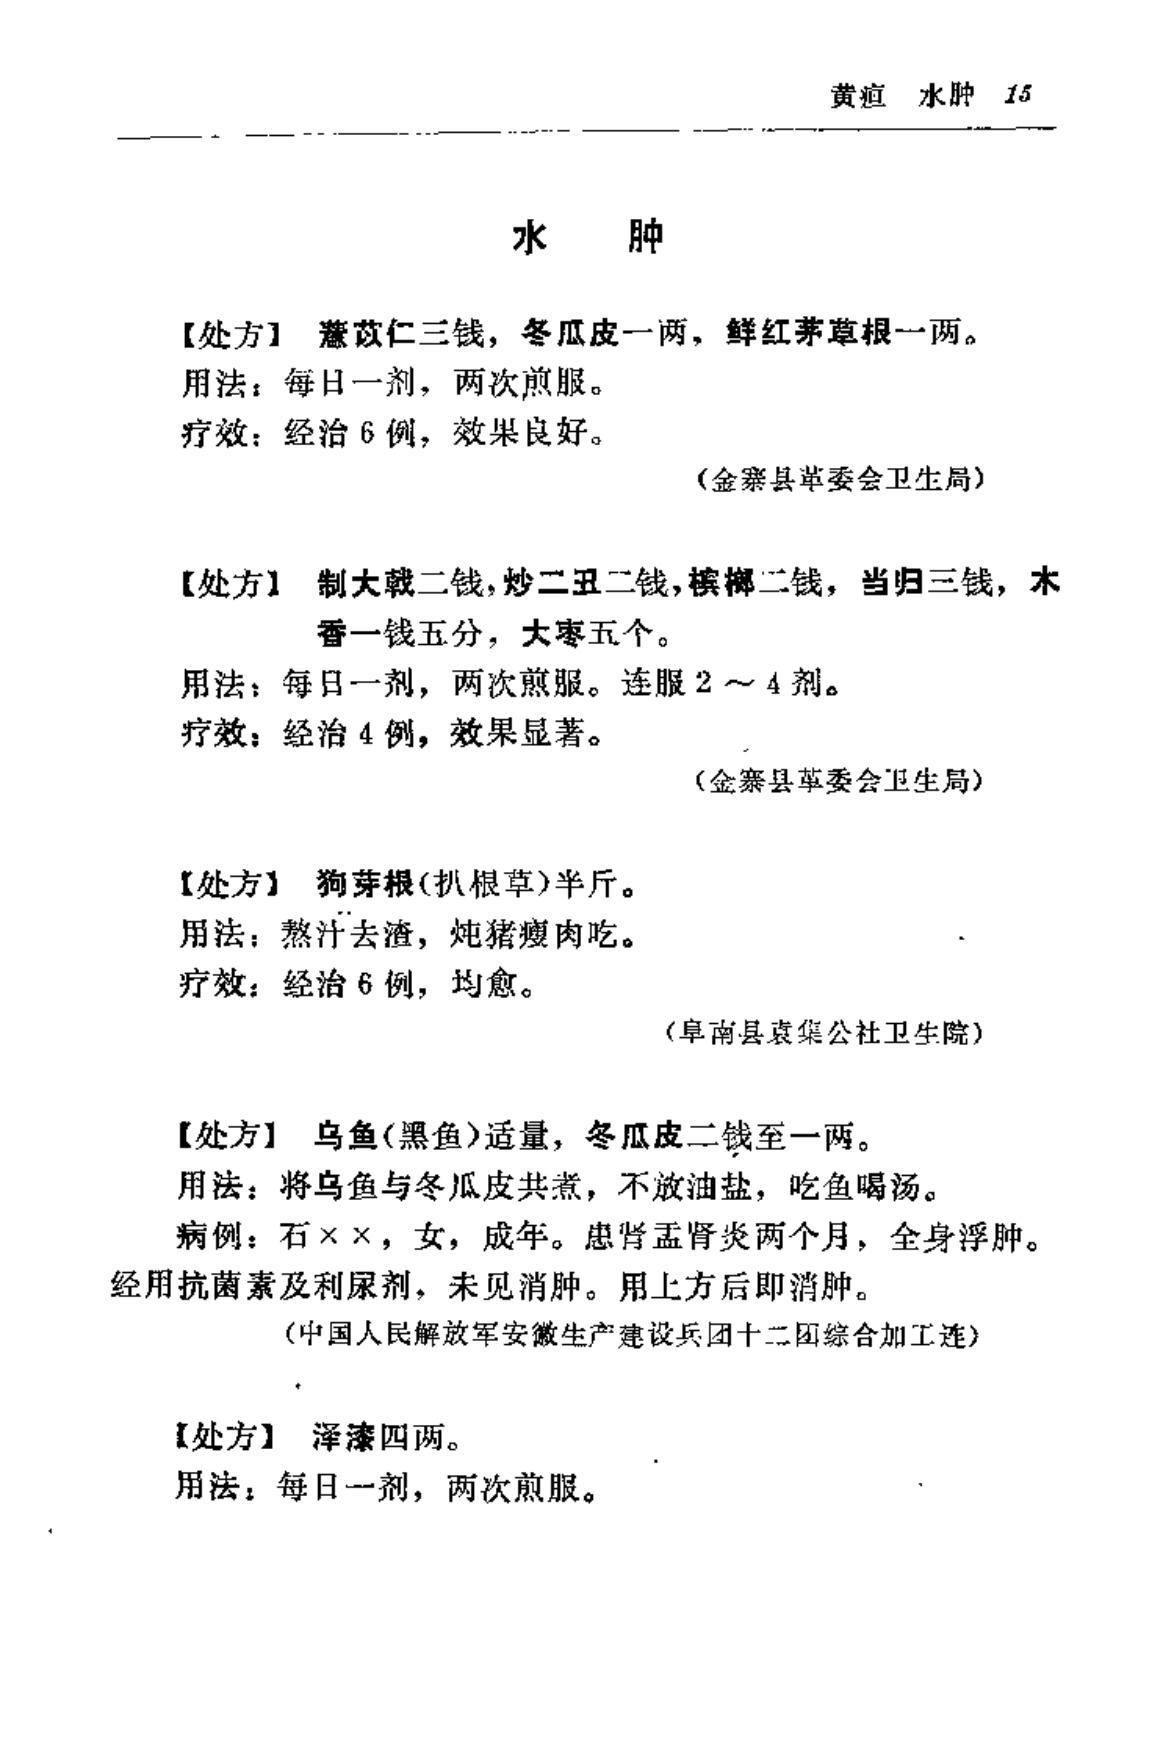 黄疸　水肿　15
水　肿
【处方】　薏苡仁三钱，冬瓜皮一两，鲜红茅草根一两。
用法：每日一剂，两次煎服。
疗效：经治6例，效果良好。
（金寨县革委会卫生局）
【处方】　制大戟二钱，炒二丑二钱，槟榔二钱，当归三钱，木
香一钱五分，大枣五个。
用法：每日一剂，两次煎服。连服2～4剂。
疗效：经治4例，效果显著。
（金寨县革委会卫生局）
【处方】　狗芽根（扒根草）半斤。
用法：熬汁去渣，炖猪瘦肉吃。
疗效：经治6例，均愈。
（阜南县袁集公社卫生院）
【处方】　乌鱼（黑鱼）适量，冬瓜皮二钱至一两。
用法：将乌鱼与冬瓜皮共煮，不放油盐，吃鱼喝汤。
病例：石××，女，成年。患肾盂肾炎两个月，全身浮肿。
经用抗菌素及利尿剂，未见消肿。用上方后即消肿。
（中国人民解放军安徽生产建设兵团十二团综合加工连）
【处方】　泽漆四两。
用法：每日一剂，两次煎服。